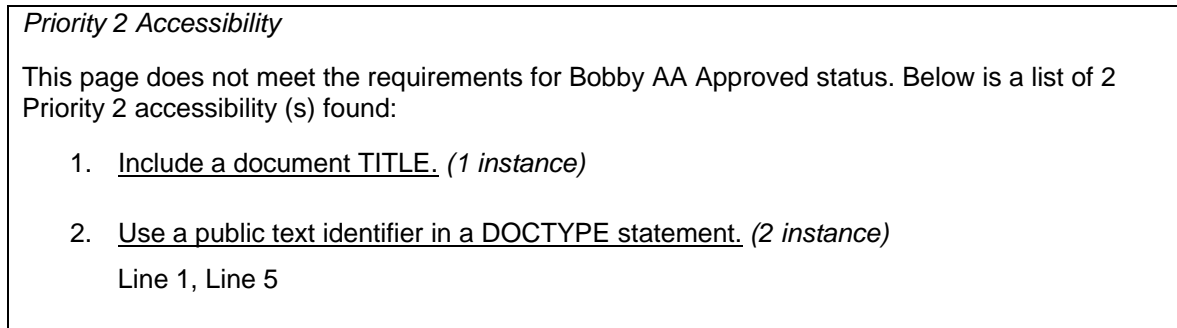 Priority 2 Accessibility
This page does not meet the requirements for Bobby AA Approved status. Below is a list of 2
Priority 2 accessibility (s) found:
1. Include a document TITLE. (1 instance)
2. Use a public text identifier in a DOCTYPE statement. (2 instance)
Line 1, Line 5